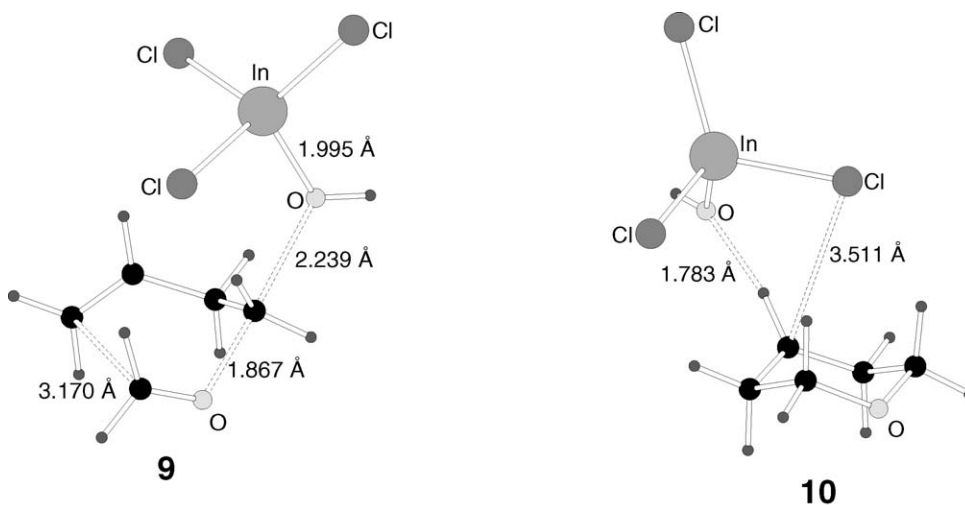 Cl
Cl
In
Cl
1.995 Å
O
2.239 Å
3.170 Å
1.867 Å
O
9
Cl
In
Cl
O
Cl
1.783 Å
3.511 Å
O
10